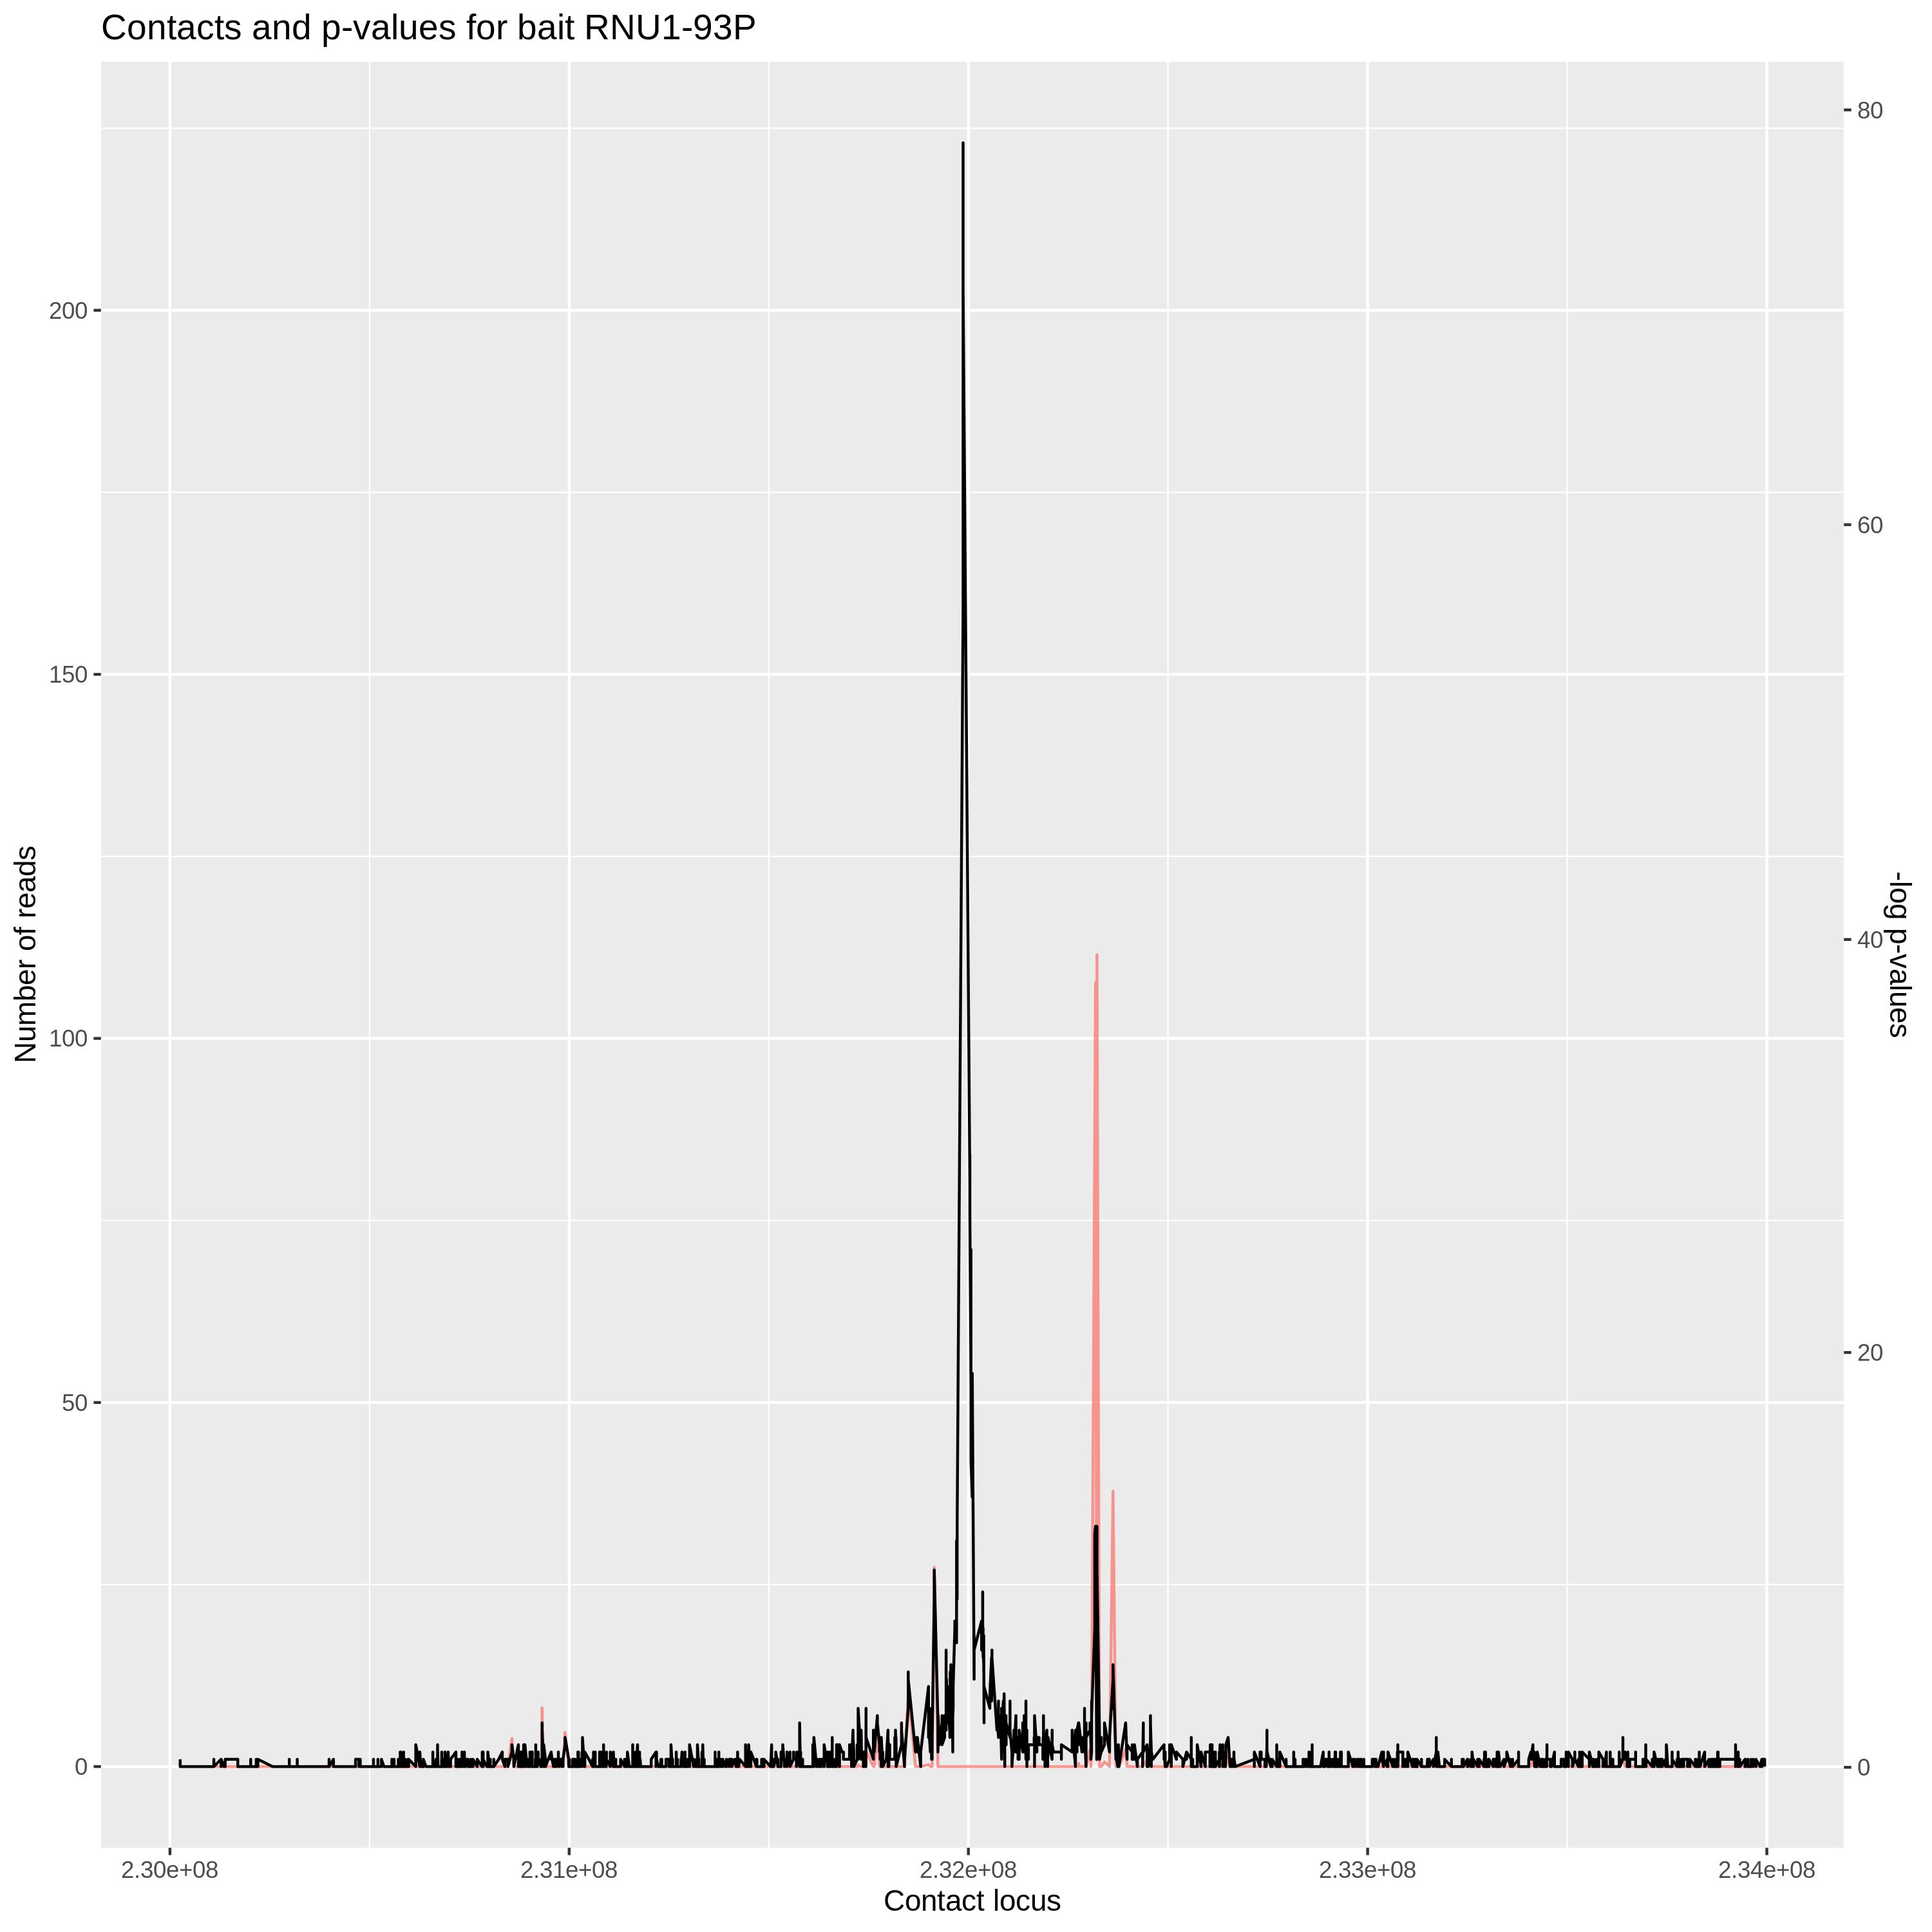 Contacts and p-values for bait RNU1-93P
Number of reads
200
150
100
50
0
80
60
40
20
0
-log p-values
2.30e+08 2.31e+08 2.32e+08 2.33e+08 2.34e+08
Contact locus